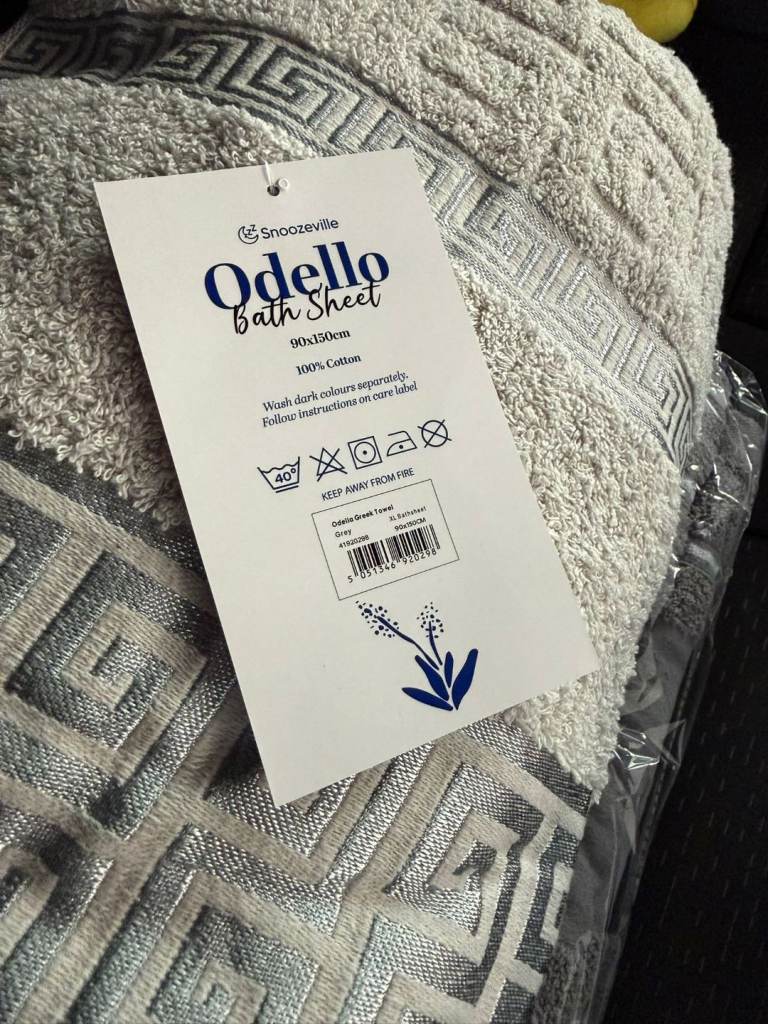 Snoozeville
Odello
Bath Sheet
90x150cm
100% Cotton
Wash dark colours separately.
Follow instructions on care label
40°
KEEP AWAY FROM FIRE
Odella Greek Towel
Grey XL Bathsheet
41920298 90x150CM
5 051346 920298